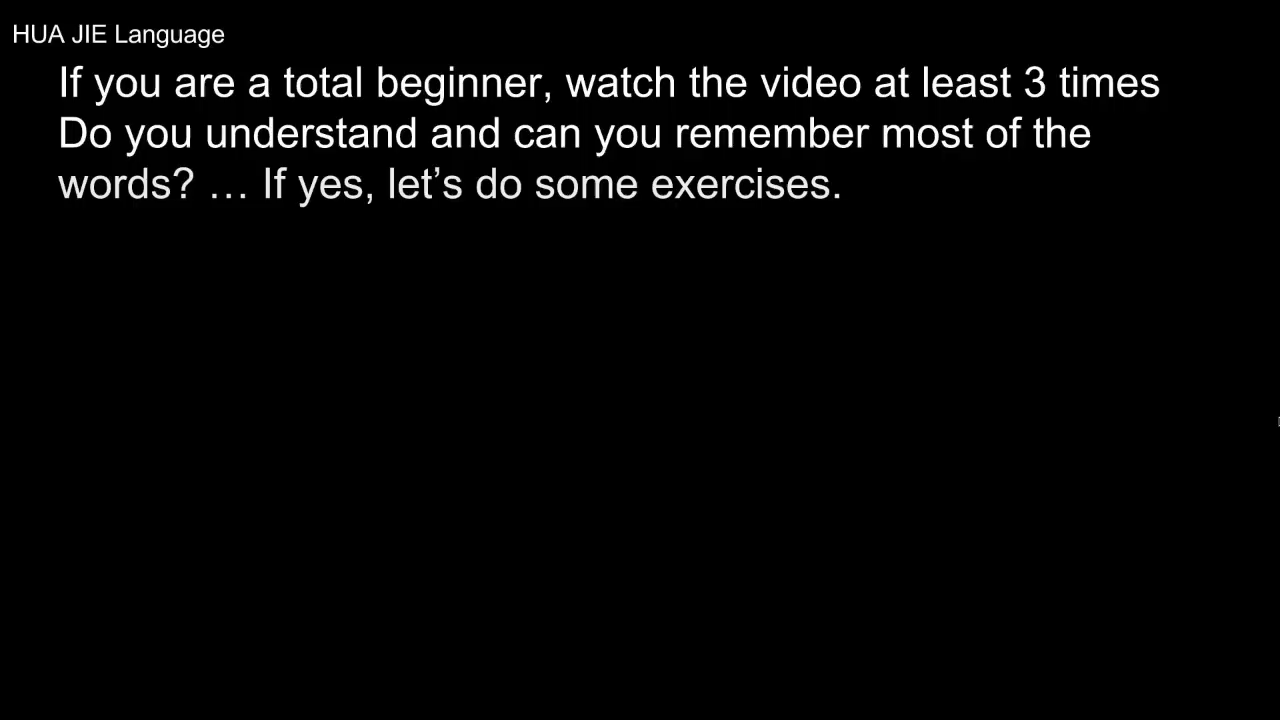 HUA JIE Language
If you are a total beginner, watch the video at least 3 times
Do you understand and can you remember most of the
words? … If yes, let’s do some exercises.